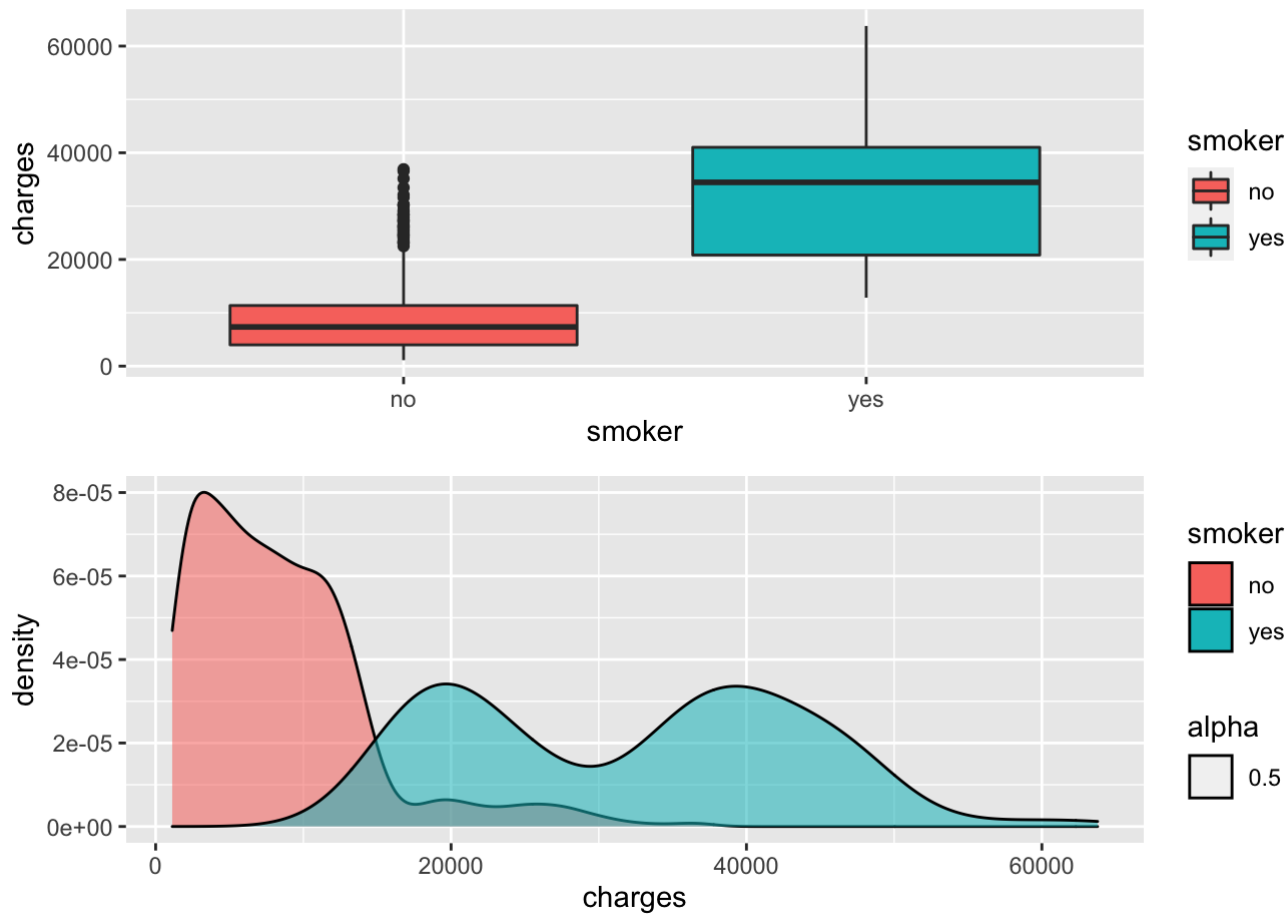 60000
40000
20000
0
charges
no
yes
smoker
smoker
no
yes
8e-05
6e-05
4e-05
2e-05
0e+00
density
0
20000
40000
60000
charges
smoker
no
yes
alpha
0.5